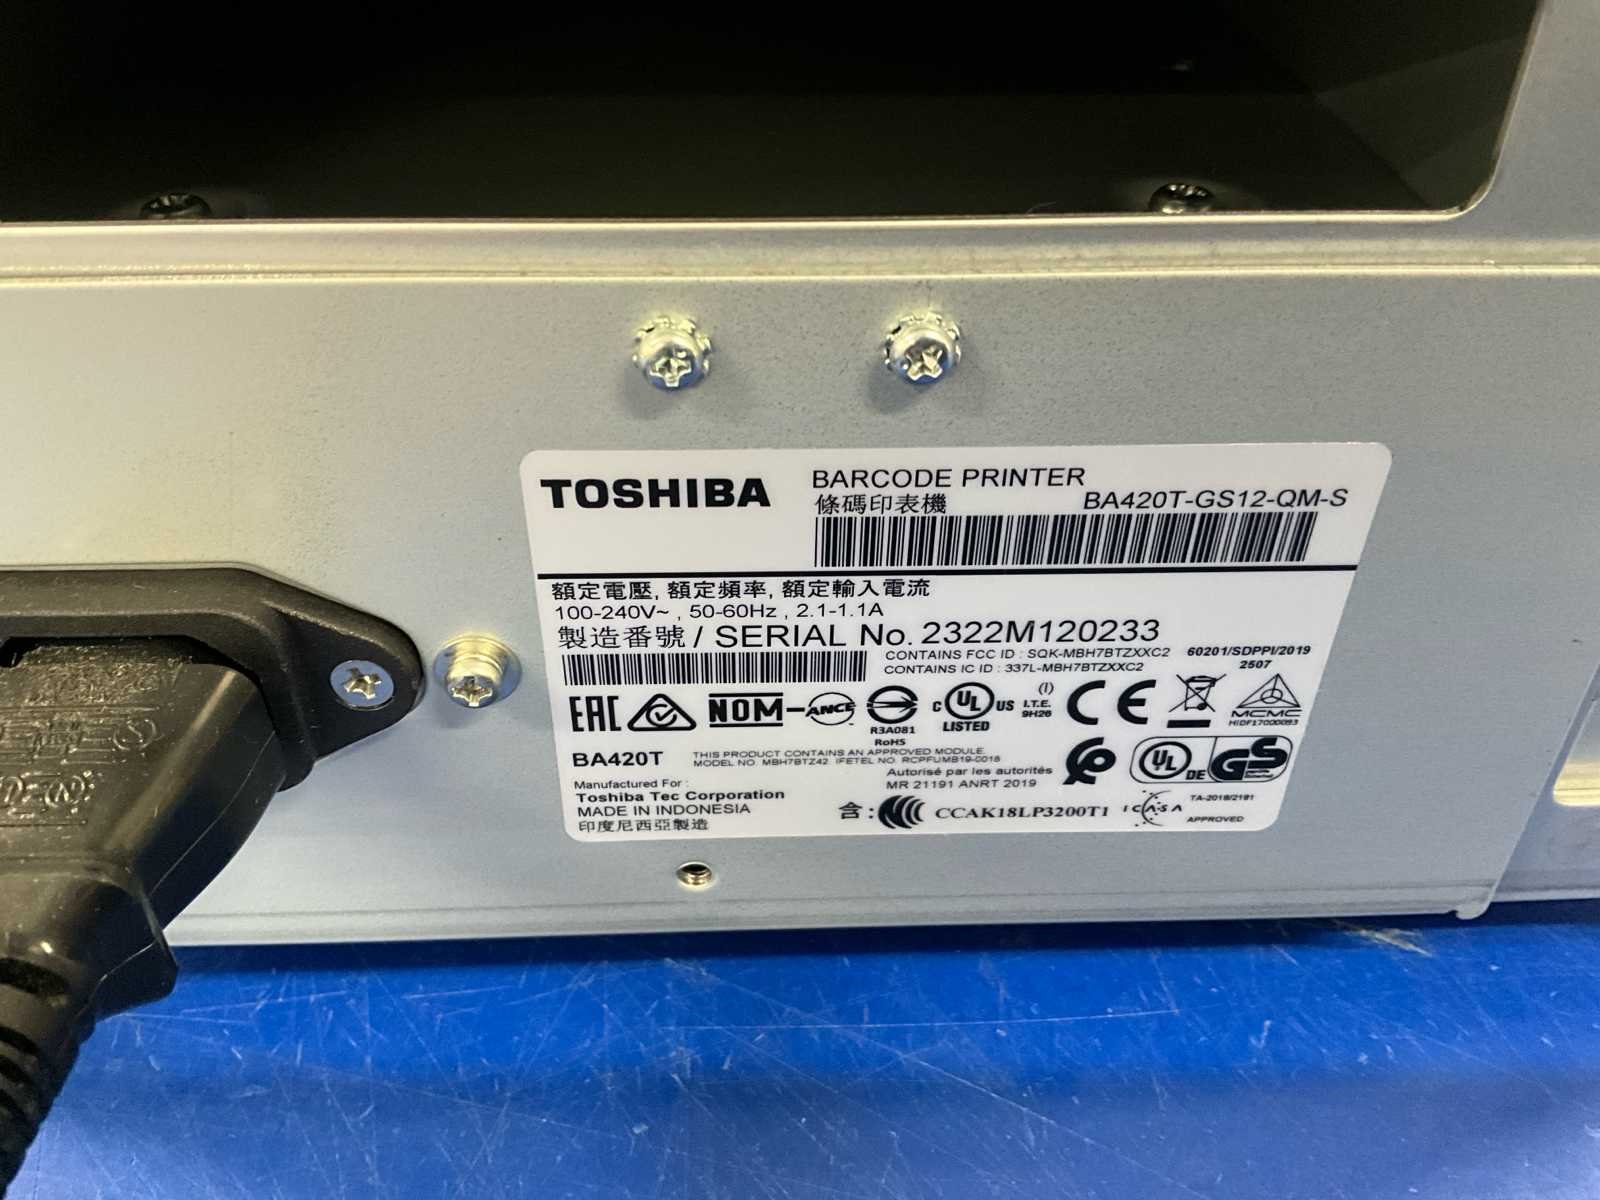 TOSHIBA
BARCODE PRINTER
條碼印表機
BA420T-GS12-QM-S
額定電壓, 額定頻率, 額定輸入電流
100-240V~ , 50-60Hz , 2.1-1.1A
製造番號 / SERIAL No. 2322M120233
CONTAINS FCC ID : SQK-MBH7BTZXXC2
CONTAINS IC ID : 337L-MBH7BTZXXC2
60201/SDPPI/2019
2507
EAC
NOM-ANCE
R3A081
RoHS
C UL US
LISTED
(I)
I.T.E.
9H26
CE
MCMC
HIDF17000093
BA420T
THIS PRODUCT CONTAINS AN APPROVED MODULE.
MODEL NO. MBH7BTZ42 IFETEL NO. RCPFUMB19-0018
Autorisé par les autorités
MR 21191 ANRT 2019
UL DE GS
Manufactured For :
Toshiba Tec Corporation
MADE IN INDONESIA
印度尼西亞製造
含 : CCAK18LP3200T1
ICASA
TA-2018/2191
APPROVED